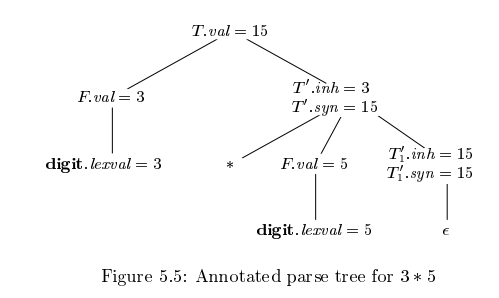 T.val = 15
F.val = 3
T′.inh = 3
T′.syn = 15
digit.lexval = 3
*
F.val = 5
T′₁.inh = 15
T′₁.syn = 15
digit.lexval = 5
ϵ
Figure 5.5: Annotated parse tree for 3 * 5